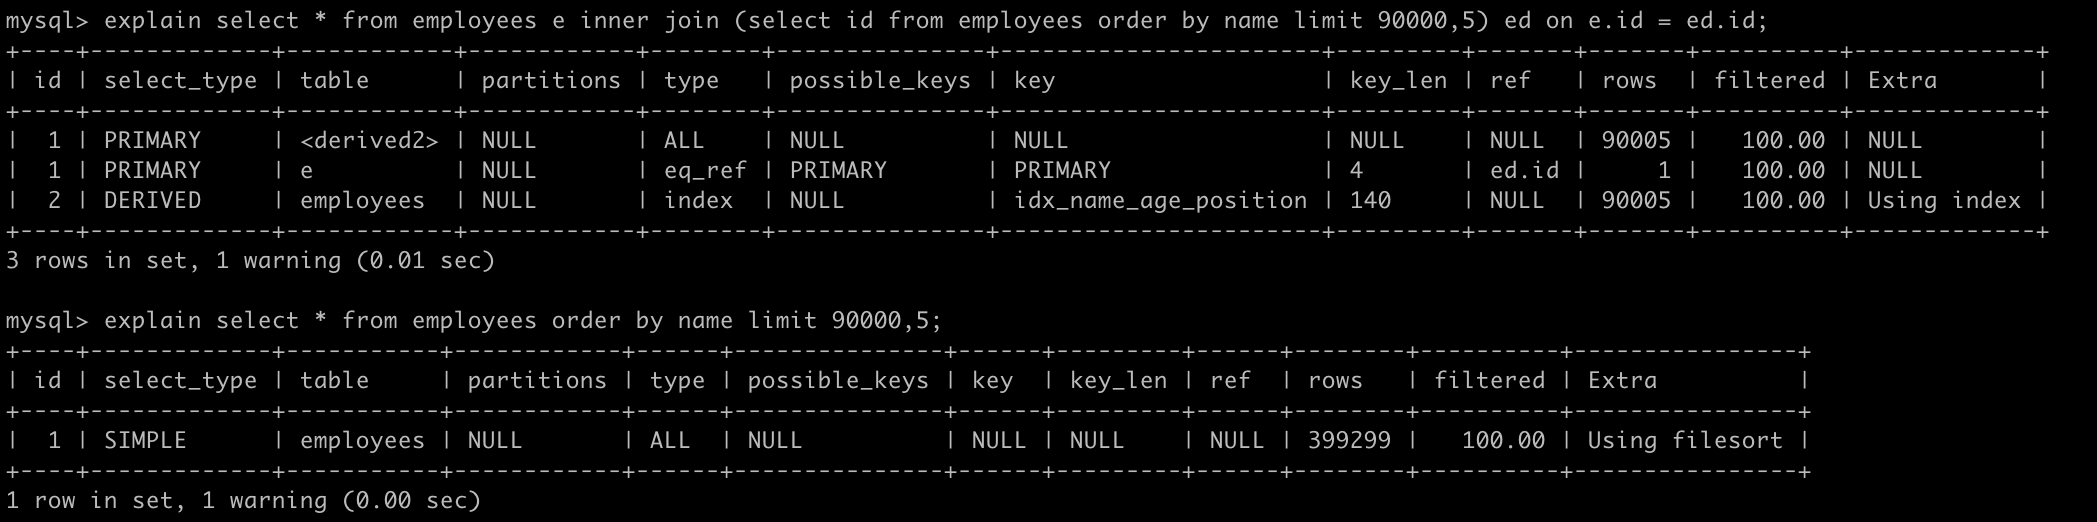 mysql> explain select * from employees e inner join (select id from employees order by name limit 90000,5) ed on e.id = ed.id;
+----+-------------+------------+------------+--------+---------------+-----------------------+---------+-------+-------+----------+-------------+
| id | select_type | table      | partitions | type   | possible_keys | key                   | key_len | ref   | rows  | filtered | Extra       |
+----+-------------+------------+------------+--------+---------------+-----------------------+---------+-------+-------+----------+-------------+
|  1 | PRIMARY     | <derived2> | NULL       | ALL    | NULL          | NULL                  | NULL    | NULL  | 90005 |   100.00 | NULL        |
|  1 | PRIMARY     | e          | NULL       | eq_ref | PRIMARY       | PRIMARY               | 4       | ed.id |     1 |   100.00 | NULL        |
|  2 | DERIVED     | employees  | NULL       | index  | NULL          | idx_name_age_position | 140     | NULL  | 90005 |   100.00 | Using index |
+----+-------------+------------+------------+--------+---------------+-----------------------+---------+-------+-------+----------+-------------+
3 rows in set, 1 warning (0.01 sec)
mysql> explain select * from employees order by name limit 90000,5;
+----+-------------+-----------+------------+------+---------------+------+---------+------+--------+----------+----------------+
| id | select_type | table     | partitions | type | possible_keys | key  | key_len | ref  | rows   | filtered | Extra          |
+----+-------------+-----------+------------+------+---------------+------+---------+------+--------+----------+----------------+
|  1 | SIMPLE      | employees | NULL       | ALL  | NULL          | NULL | NULL    | NULL | 399299 |   100.00 | Using filesort |
+----+-------------+-----------+------------+------+---------------+------+---------+------+--------+----------+----------------+
1 row in set, 1 warning (0.00 sec)